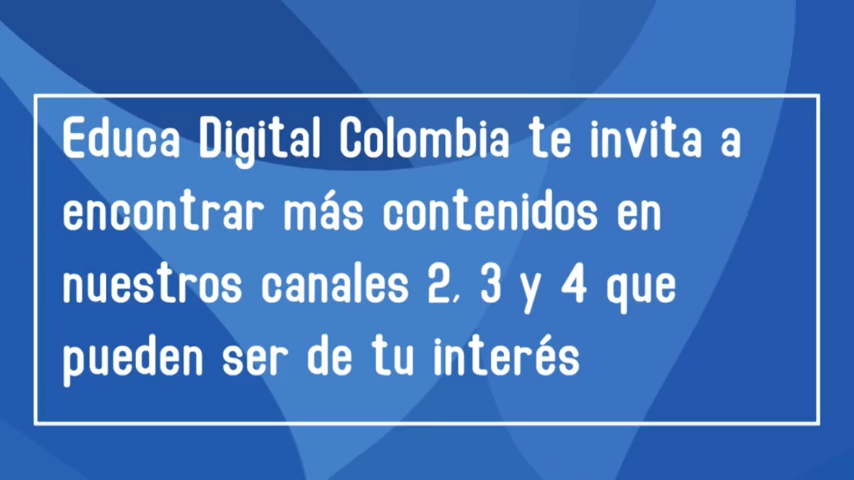 Educa Digital Colombia te invita a
encontrar más contenidos en
nuestros canales 2, 3 y 4 que
pueden ser de tu interés